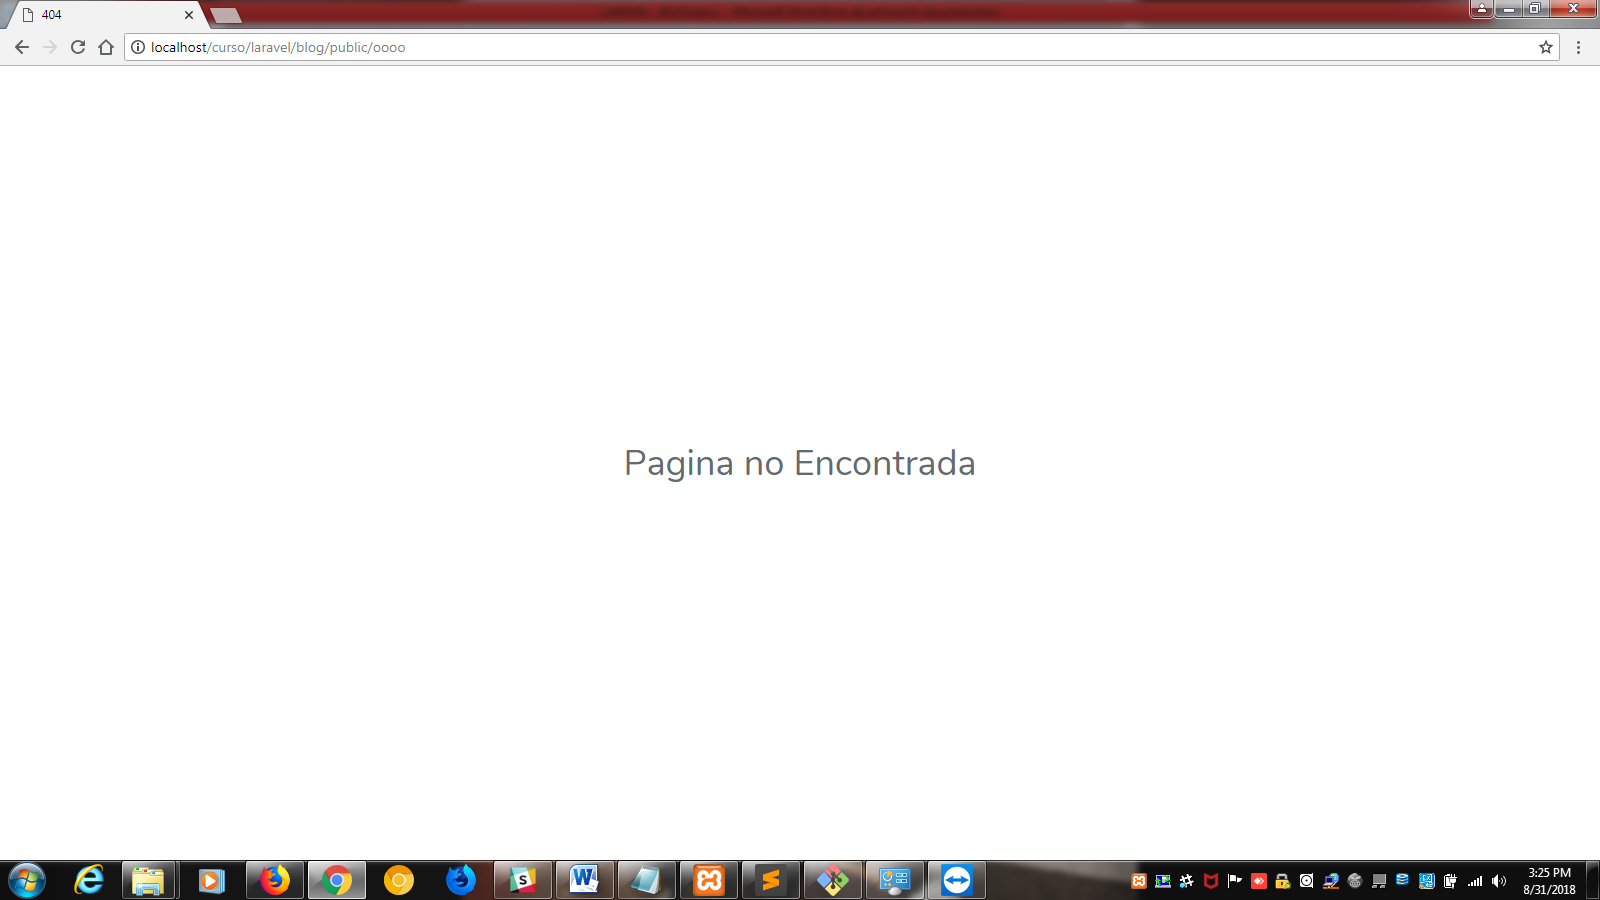 404
localhost/curso/laravel/blog/public/oooo
Pagina no Encontrada
3:25 PM
8/31/2018